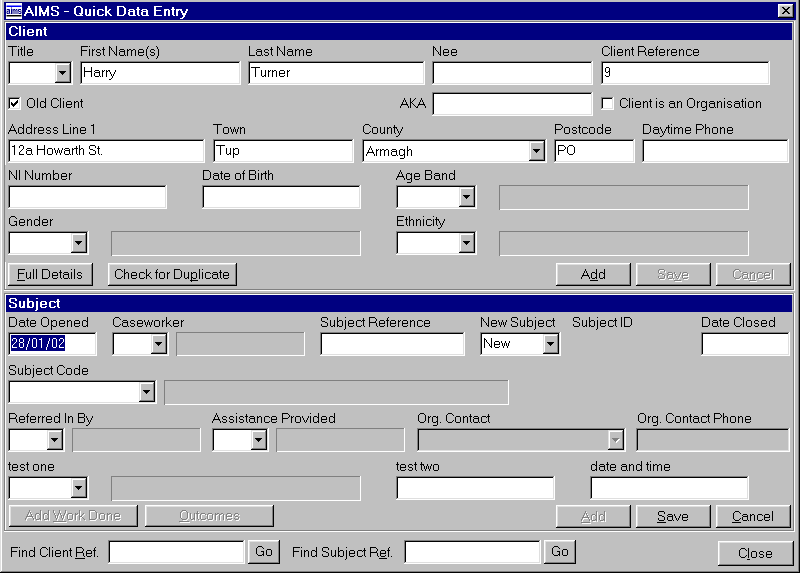 aims AIMS - Quick Data Entry
Client
Title First Name(s) Last Name Nee Client Reference
Harry Turner 9
Old Client AKA Client is an Organisation
Address Line 1 Town County Postcode Daytime Phone
12a Howarth St. Tup Armagh PO
NI Number Date of Birth Age Band
Gender Ethnicity
Full Details Check for Duplicate Add Save Cancel
Subject
Date Opened Caseworker Subject Reference New Subject Subject ID Date Closed
28/01/02 New
Subject Code
Referred In By Assistance Provided Org. Contact Org. Contact Phone
test one test two date and time
Add Work Done Outcomes Add Save Cancel
Find Client Ref. Go Find Subject Ref. Go Close